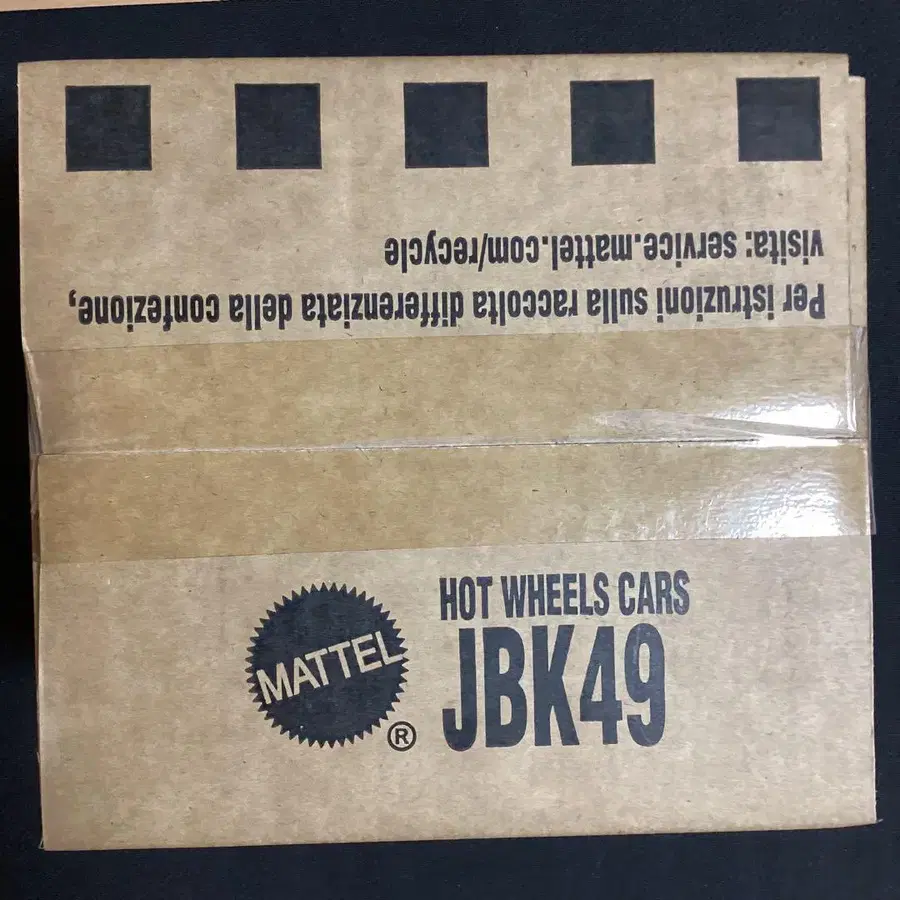 Per istruzioni sulla raccolta differenziata della confezione,
visita: service.mattel.com/recycle
MATTEL
®
HOT WHEELS CARS
JBK49